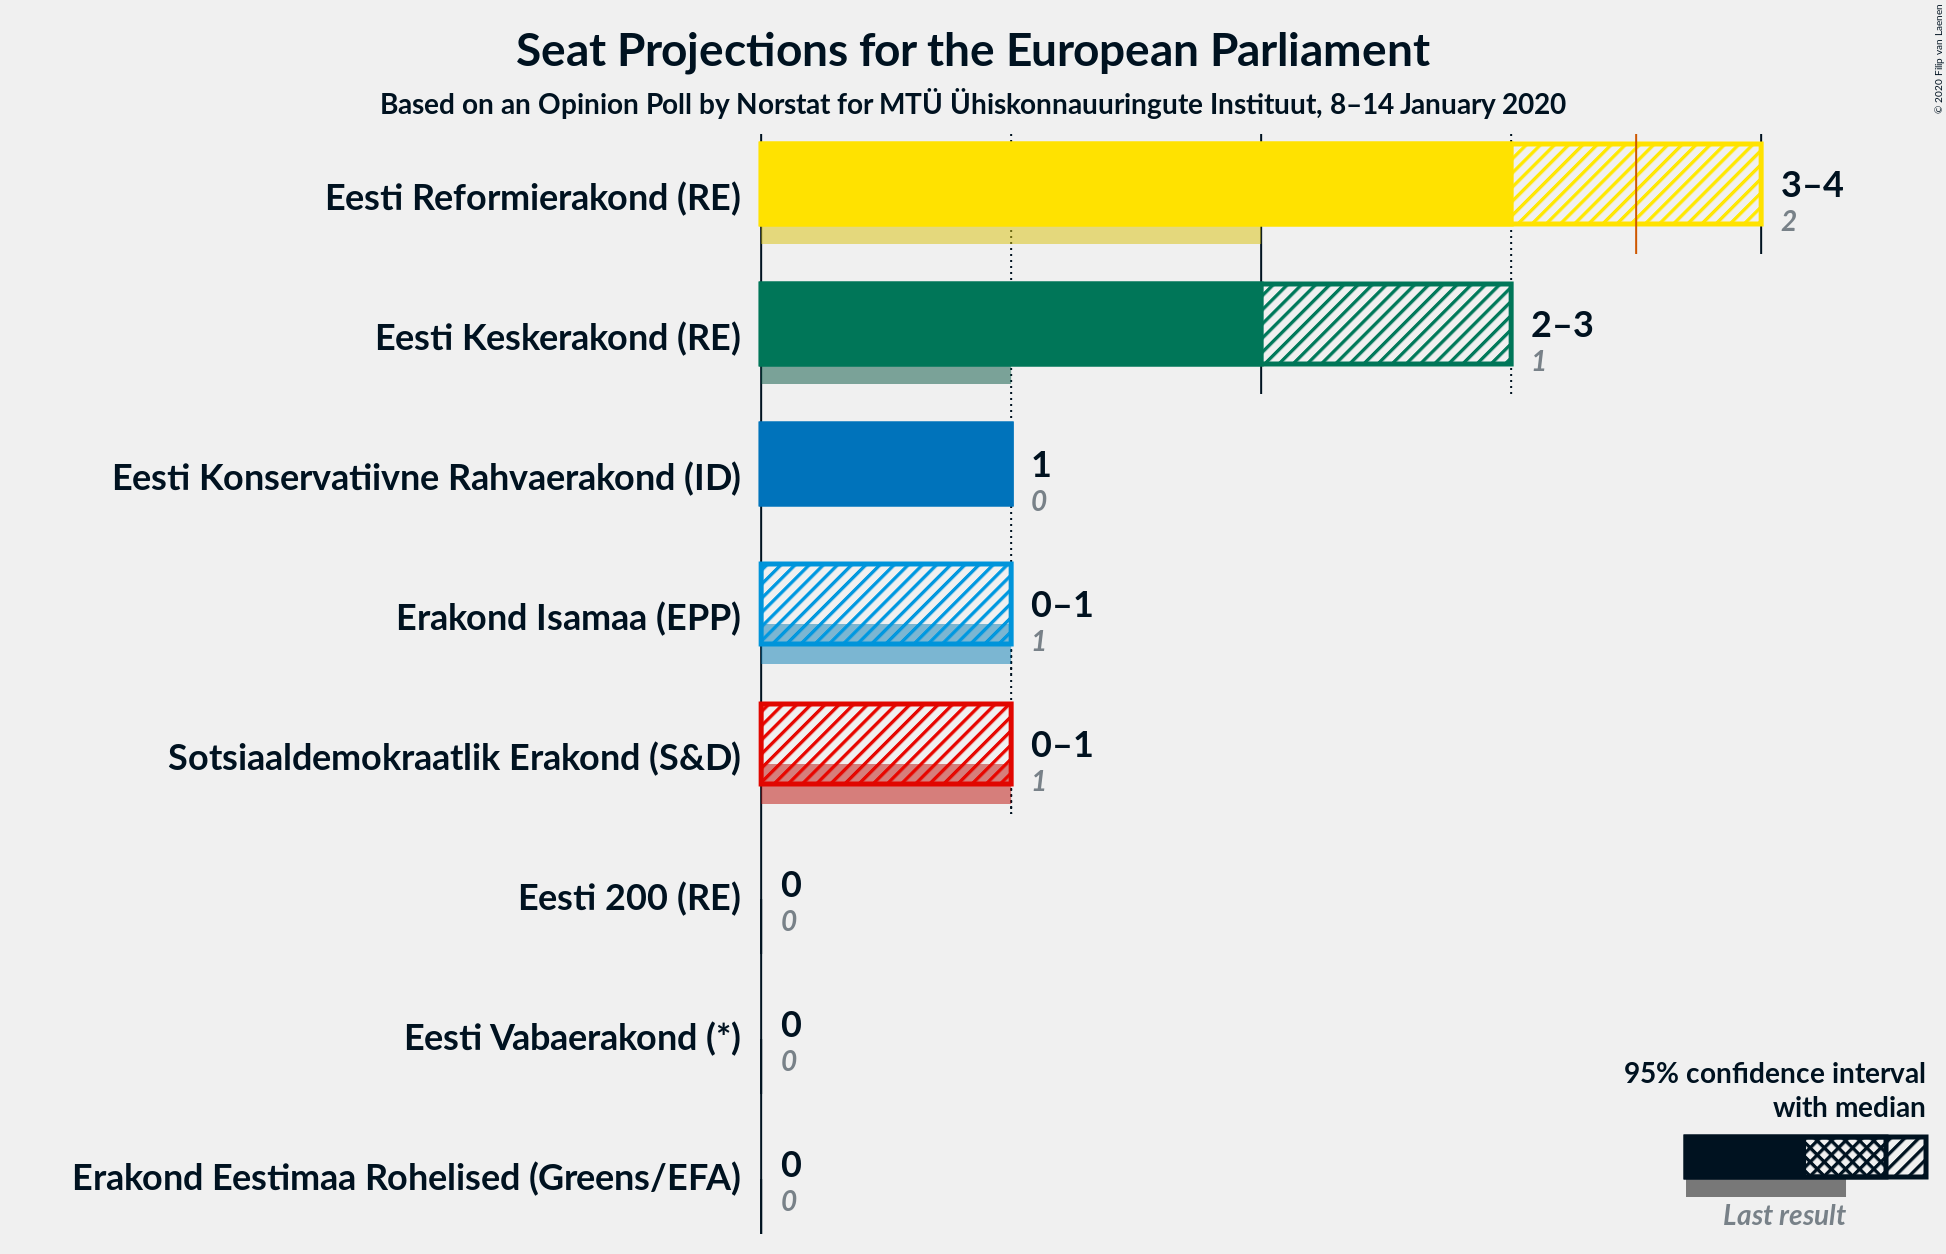 Seat Projections for the European Parliament
Based on an Opinion Poll by Norstat for MTÜ Ühiskonnauuringute Instituut, 8–14 January 2020
© 2020 Filip van Laenen
Eesti Reformierakond (RE)
3–4
2
Eesti Keskerakond (RE)
2–3
1
Eesti Konservatiivne Rahvaerakond (ID)
1
0
Erakond Isamaa (EPP)
0–1
1
Sotsiaaldemokraatlik Erakond (S&D)
0–1
1
Eesti 200 (RE)
0
0
Eesti Vabaerakond (*)
0
0
Erakond Eestimaa Rohelised (Greens/EFA)
0
0
95% confidence interval
with median
Last result